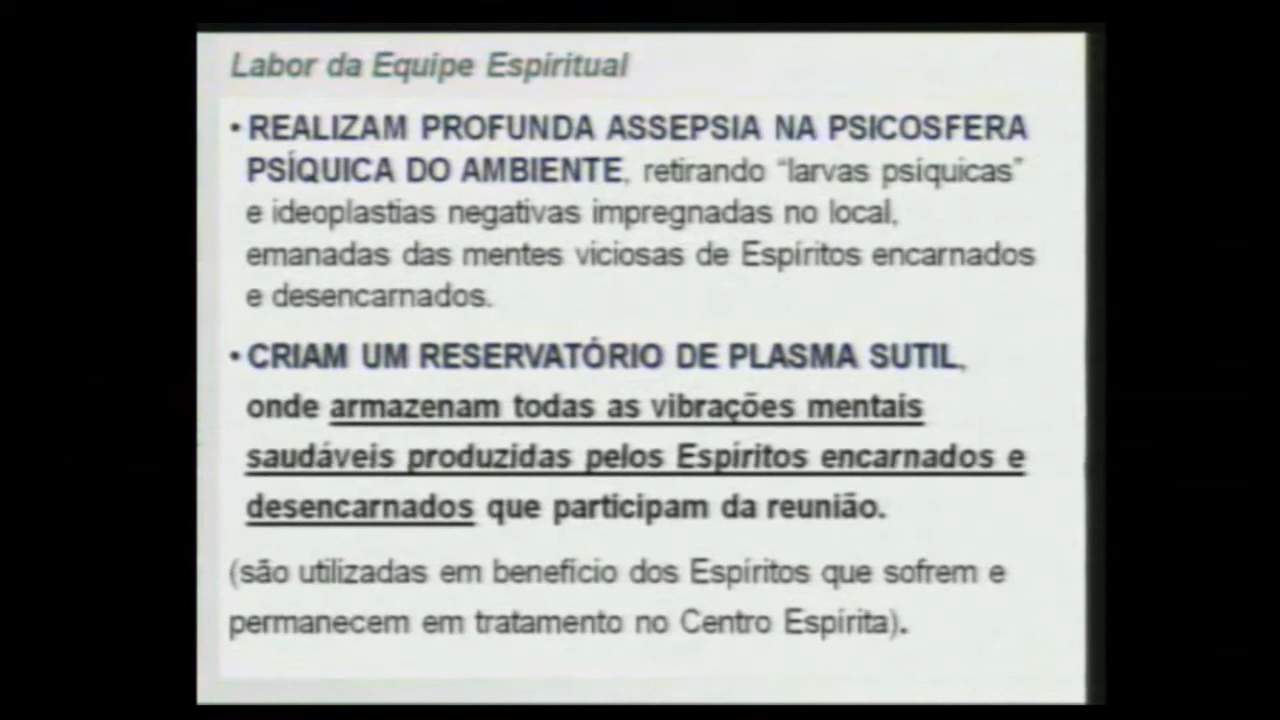 Labor da Equipe Espiritual
• REALIZAM PROFUNDA ASSEPSIA NA PSICOSFERA
PSÍQUICA DO AMBIENTE, retirando “larvas psíquicas”
e ideoplastias negativas impregnadas no local,
emanadas das mentes viciosas de Espíritos encarnados
e desencarnados.
• CRIAM UM RESERVATÓRIO DE PLASMA SUTIL,
onde armazenam todas as vibrações mentais
saudáveis produzidas pelos Espíritos encarnados e
desencarnados que participam da reunião.
(são utilizadas em benefício dos Espíritos que sofrem e
permanecem em tratamento no Centro Espírita).